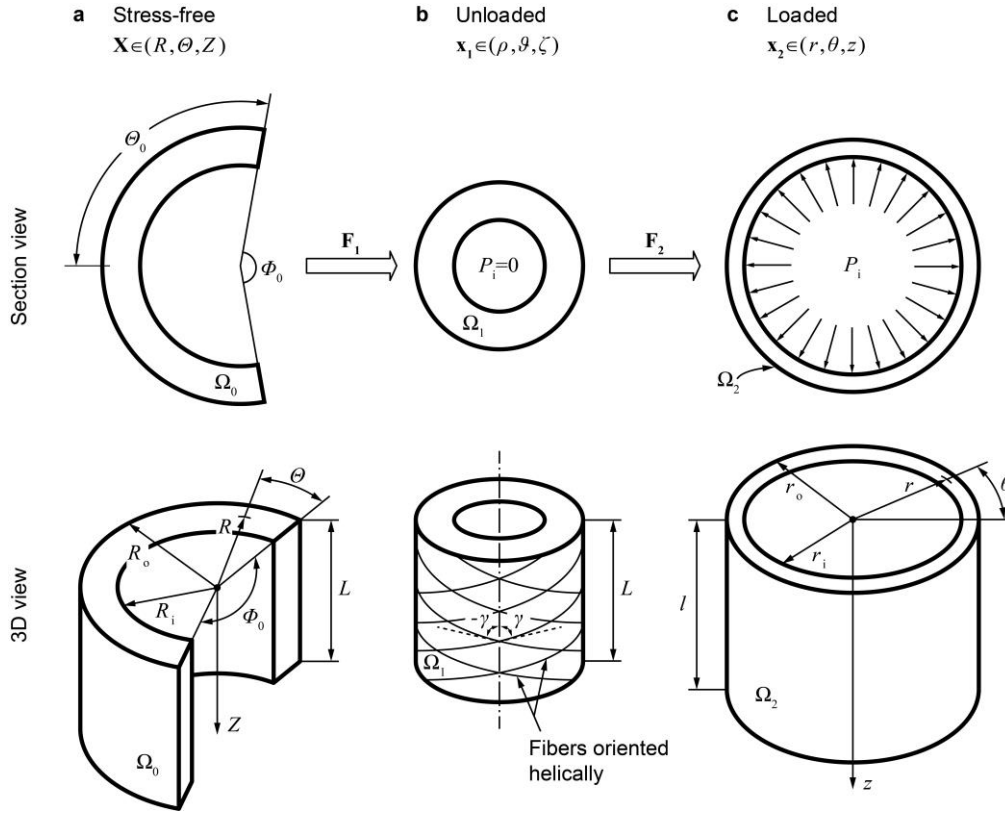 a Stress-free
X∈(R,Θ,Z)
b Unloaded
x₁∈(ρ,ϑ,ζ)
c Loaded
x₂∈(r,θ,z)
Section view
Θ₀
Φ₀
Ω₀
F₁
Pᵢ=0
Ω₁
F₂
Pᵢ
Ω₂
3D view
Θ
R
Rₒ
Rᵢ
Φ₀
L
Z
Ω₀
γ γ
L
Ω₁
Fibers oriented
helically
rₒ
r
θ
rᵢ
l
Ω₂
z